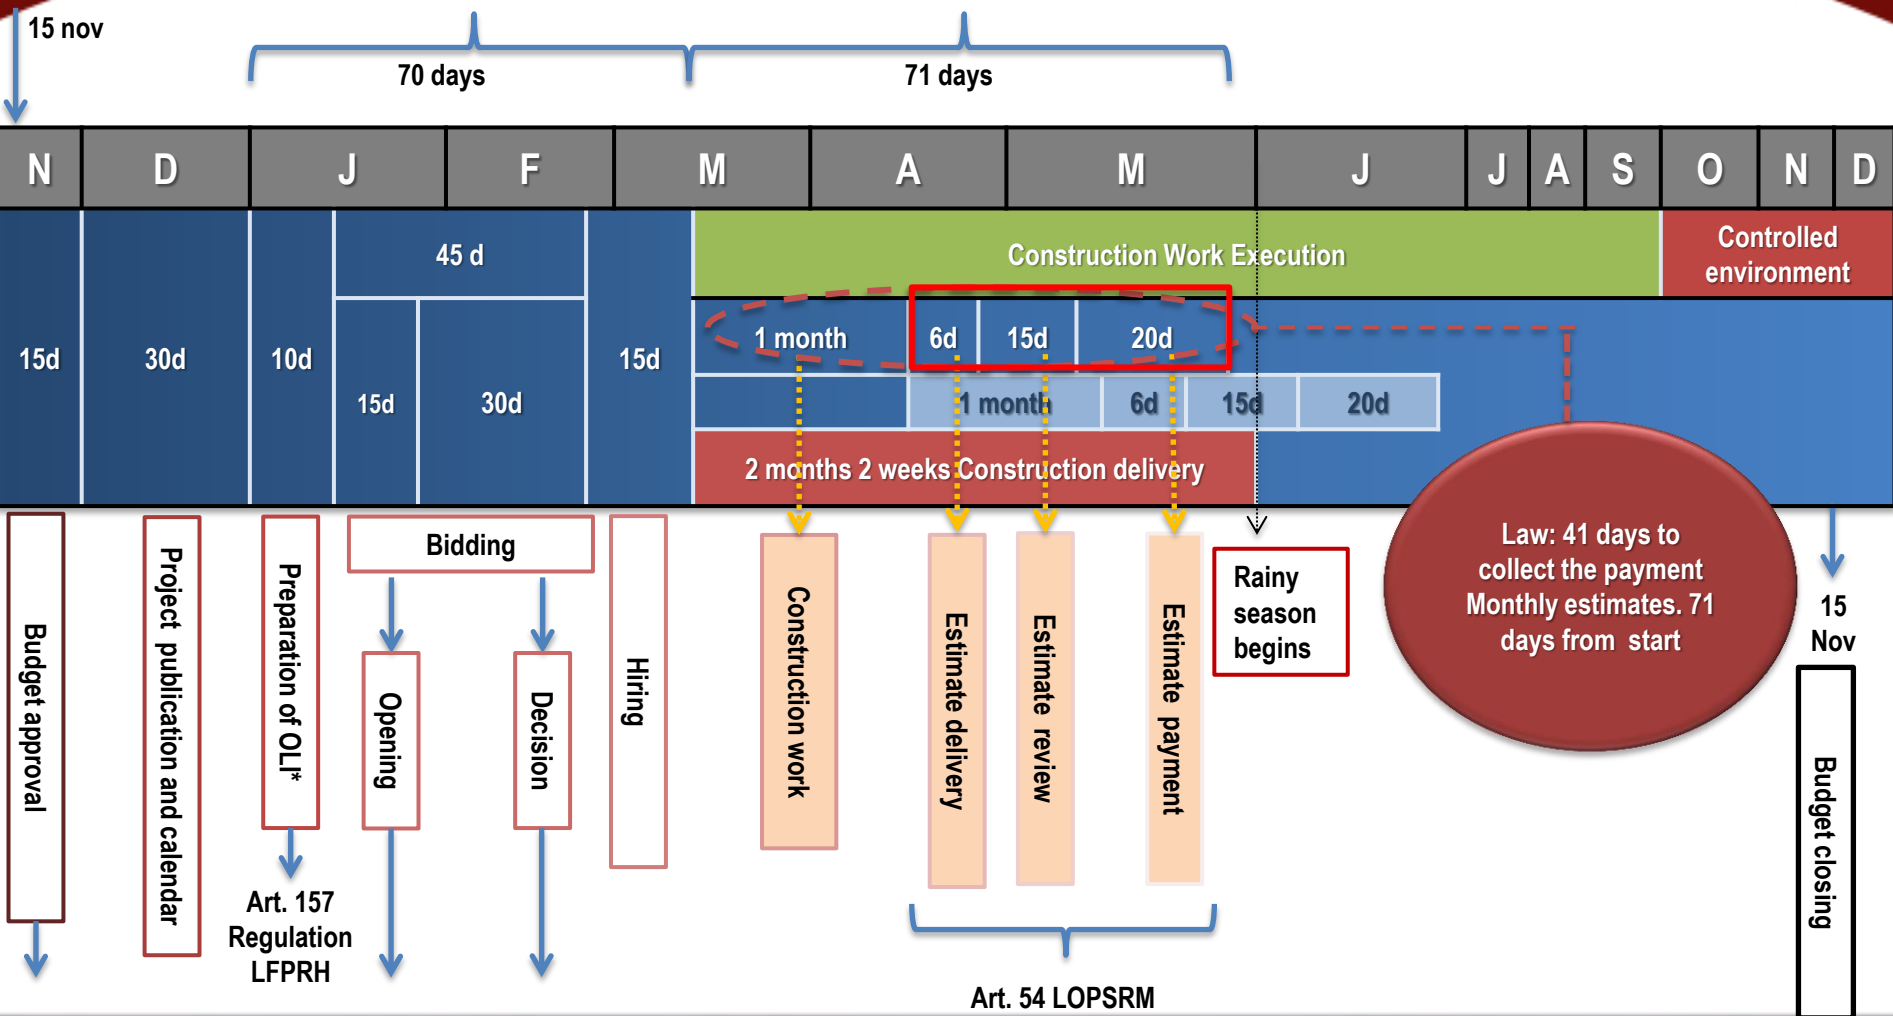 15 nov
70 days
71 days
N D J F M A M J J A S O N D
45 d
Construction Work Execution
Controlled
environment
15d
30d
10d
15d
30d
15d
1 month
6d
15d
20d
1 month
6d
15d
20d
2 months 2 weeks Construction delivery
Budget approval
Project publication and calendar
Preparation of OLI*
Art. 157
Regulation
LFPRH
Bidding
Opening
Decision
Hiring
Construction work
Estimate delivery
Estimate review
Estimate payment
Art. 54 LOPSRM
Rainy
season
begins
Law: 41 days to
collect the payment
Monthly estimates. 71
days from start
15
Nov
Budget closing